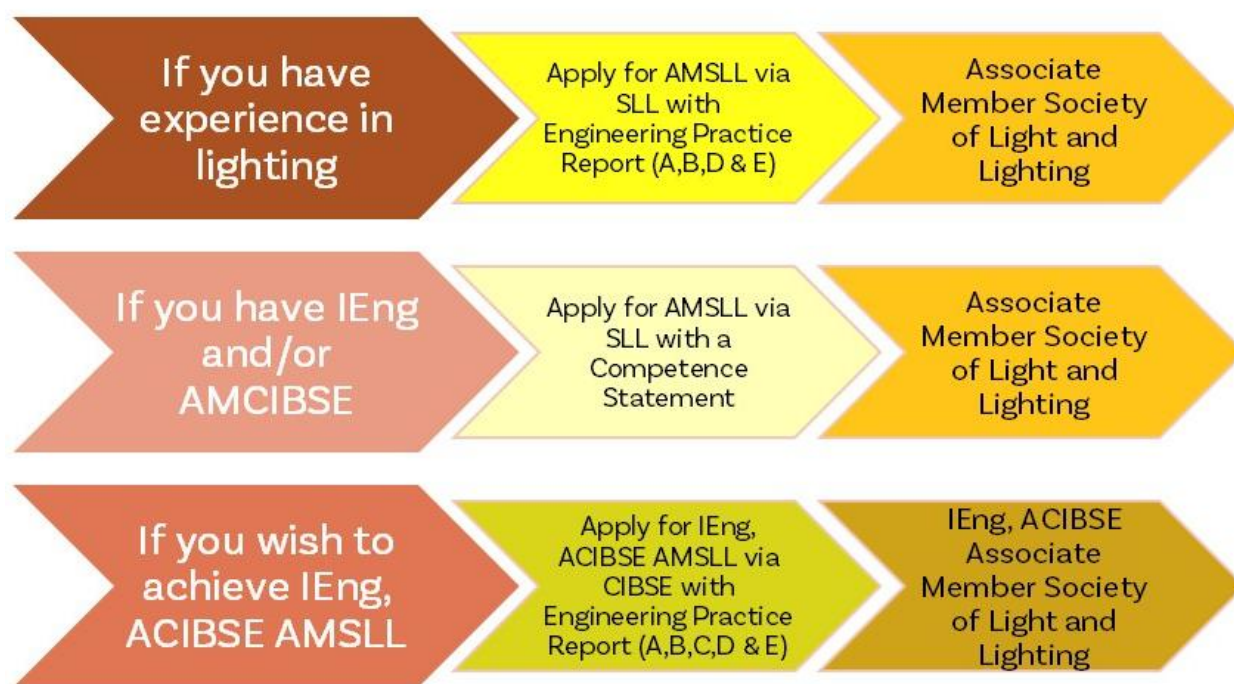 If you have
experience in
lighting
Apply for AMSLL via
SLL with
Engineering Practice
Report (A,B,D & E)
Associate
Member Society
of Light and
Lighting
If you have IEng
and/or
AMCIBSE
Apply for AMSLL via
SLL with a
Competence
Statement
Associate
Member Society
of Light and
Lighting
If you wish to
achieve IEng,
ACIBSE AMSLL
Apply for IEng,
ACIBSE AMSLL via
CIBSE with
Engineering Practice
Report (A,B,C,D & E)
IEng, ACIBSE
Associate
Member Society
of Light and
Lighting